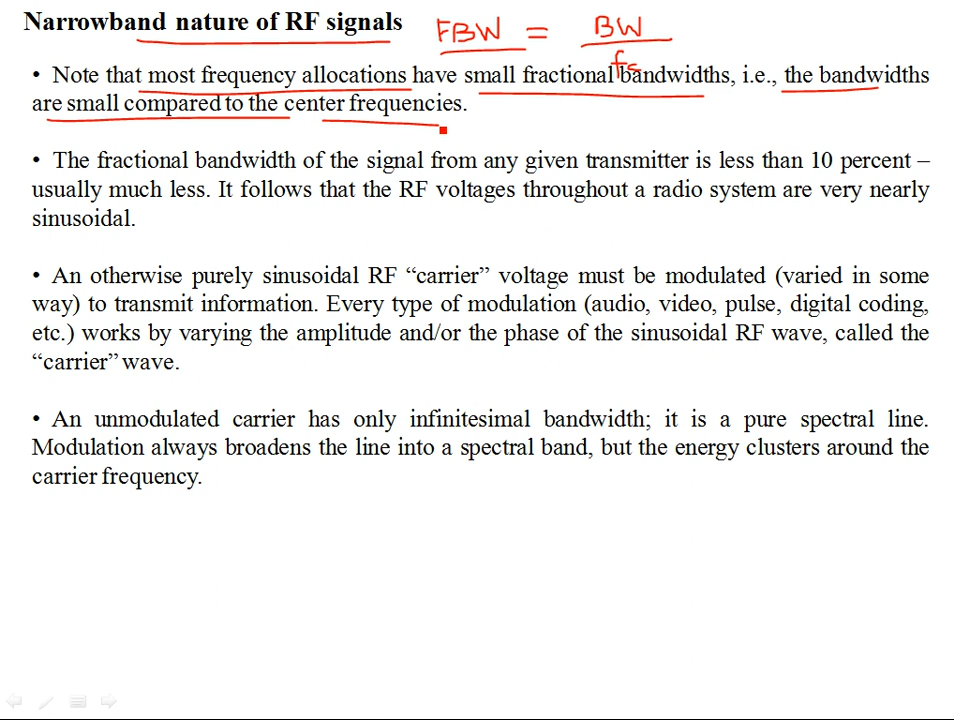 Narrowband nature of RF signals
FBW = BW
fc
• Note that most frequency allocations have small fractional bandwidths, i.e., the bandwidths
are small compared to the center frequencies.
• The fractional bandwidth of the signal from any given transmitter is less than 10 percent –
usually much less. It follows that the RF voltages throughout a radio system are very nearly
sinusoidal.
• An otherwise purely sinusoidal RF “carrier” voltage must be modulated (varied in some
way) to transmit information. Every type of modulation (audio, video, pulse, digital coding,
etc.) works by varying the amplitude and/or the phase of the sinusoidal RF wave, called the
“carrier” wave.
• An unmodulated carrier has only infinitesimal bandwidth; it is a pure spectral line.
Modulation always broadens the line into a spectral band, but the energy clusters around the
carrier frequency.